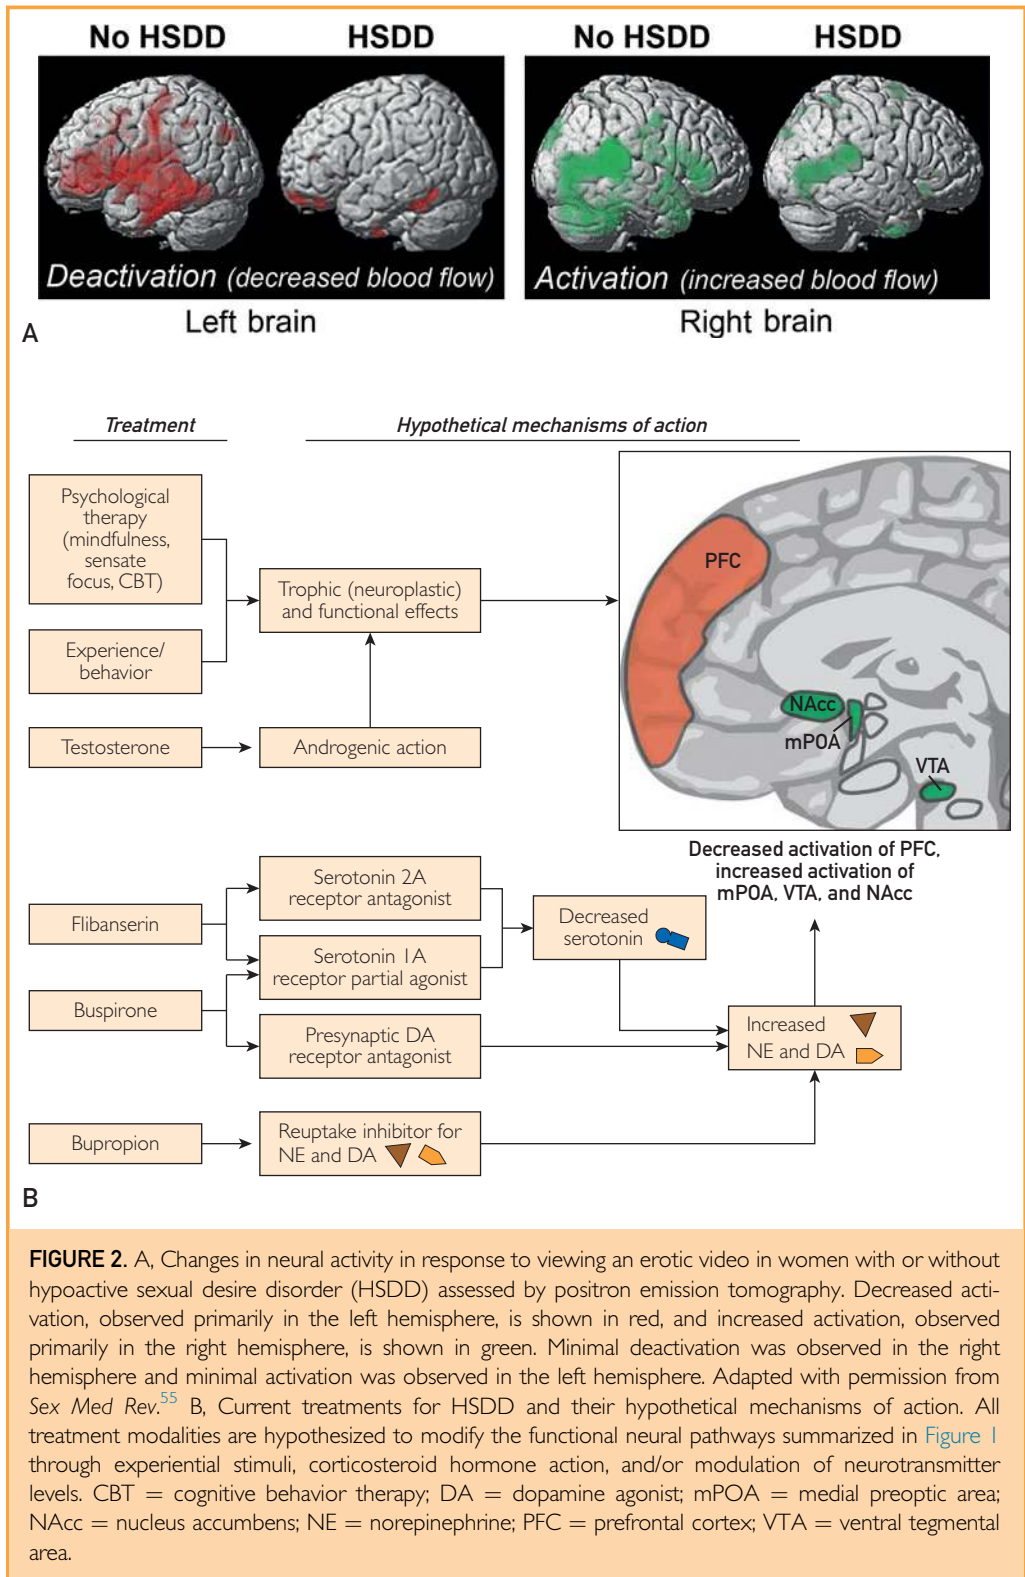 No HSDD
HSDD
No HSDD
HSDD
Deactivation (decreased blood flow)
Activation (increased blood flow)
Left brain
Right brain
A
Treatment
Hypothetical mechanisms of action
Psychological
therapy
(mindfulness,
sensate
focus, CBT)
Experience/
behavior
Trophic (neuroplastic)
and functional effects
Testosterone
Androgenic action
PFC
NAcc
mPOA
VTA
Decreased activation of PFC,
increased activation of
mPOA, VTA, and NAcc
Flibanserin
Serotonin 2A
receptor antagonist
Serotonin 1A
receptor partial agonist
Decreased
serotonin
Buspirone
Presynaptic DA
receptor antagonist
Increased
NE and DA
Bupropion
Reuptake inhibitor for
NE and DA
B
FIGURE 2. A, Changes in neural activity in response to viewing an erotic video in women with or without
hypoactive sexual desire disorder (HSDD) assessed by positron emission tomography. Decreased acti-
vation, observed primarily in the left hemisphere, is shown in red, and increased activation, observed
primarily in the right hemisphere, is shown in green. Minimal deactivation was observed in the right
hemisphere and minimal activation was observed in the left hemisphere. Adapted with permission from
Sex Med Rev.55 B, Current treatments for HSDD and their hypothetical mechanisms of action. All
treatment modalities are hypothesized to modify the functional neural pathways summarized in Figure 1
through experiential stimuli, corticosteroid hormone action, and/or modulation of neurotransmitter
levels. CBT = cognitive behavior therapy; DA = dopamine agonist; mPOA = medial preoptic area;
NAcc = nucleus accumbens; NE = norepinephrine; PFC = prefrontal cortex; VTA = ventral tegmental
area.